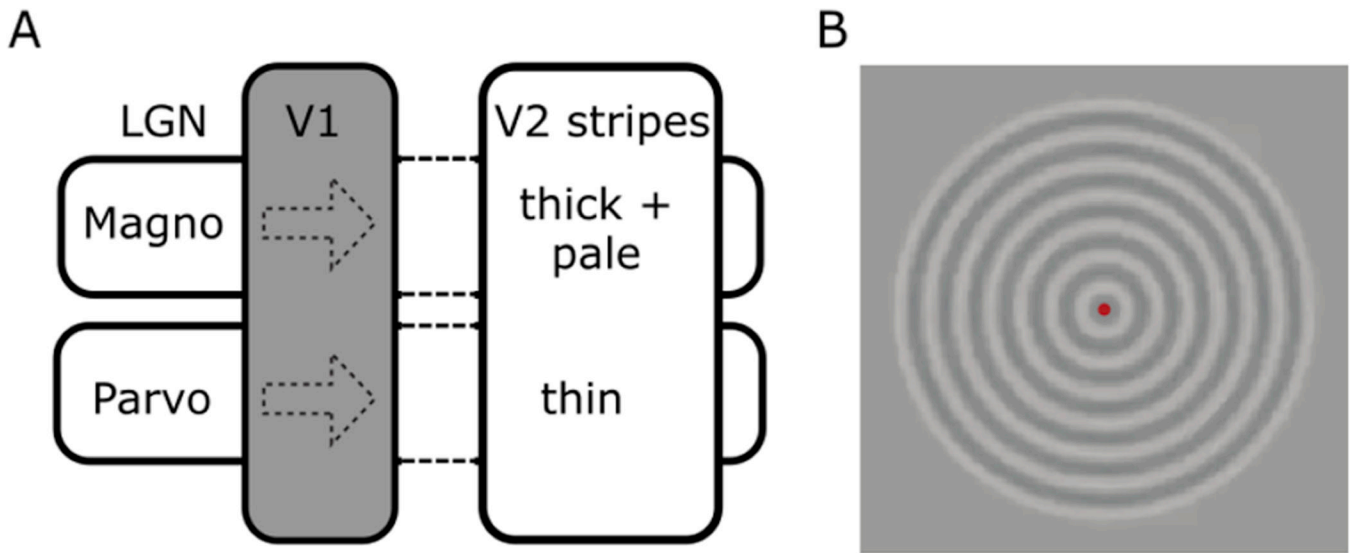 A
B
LGN
V1
V2 stripes
Magno
thick +
pale
Parvo
thin